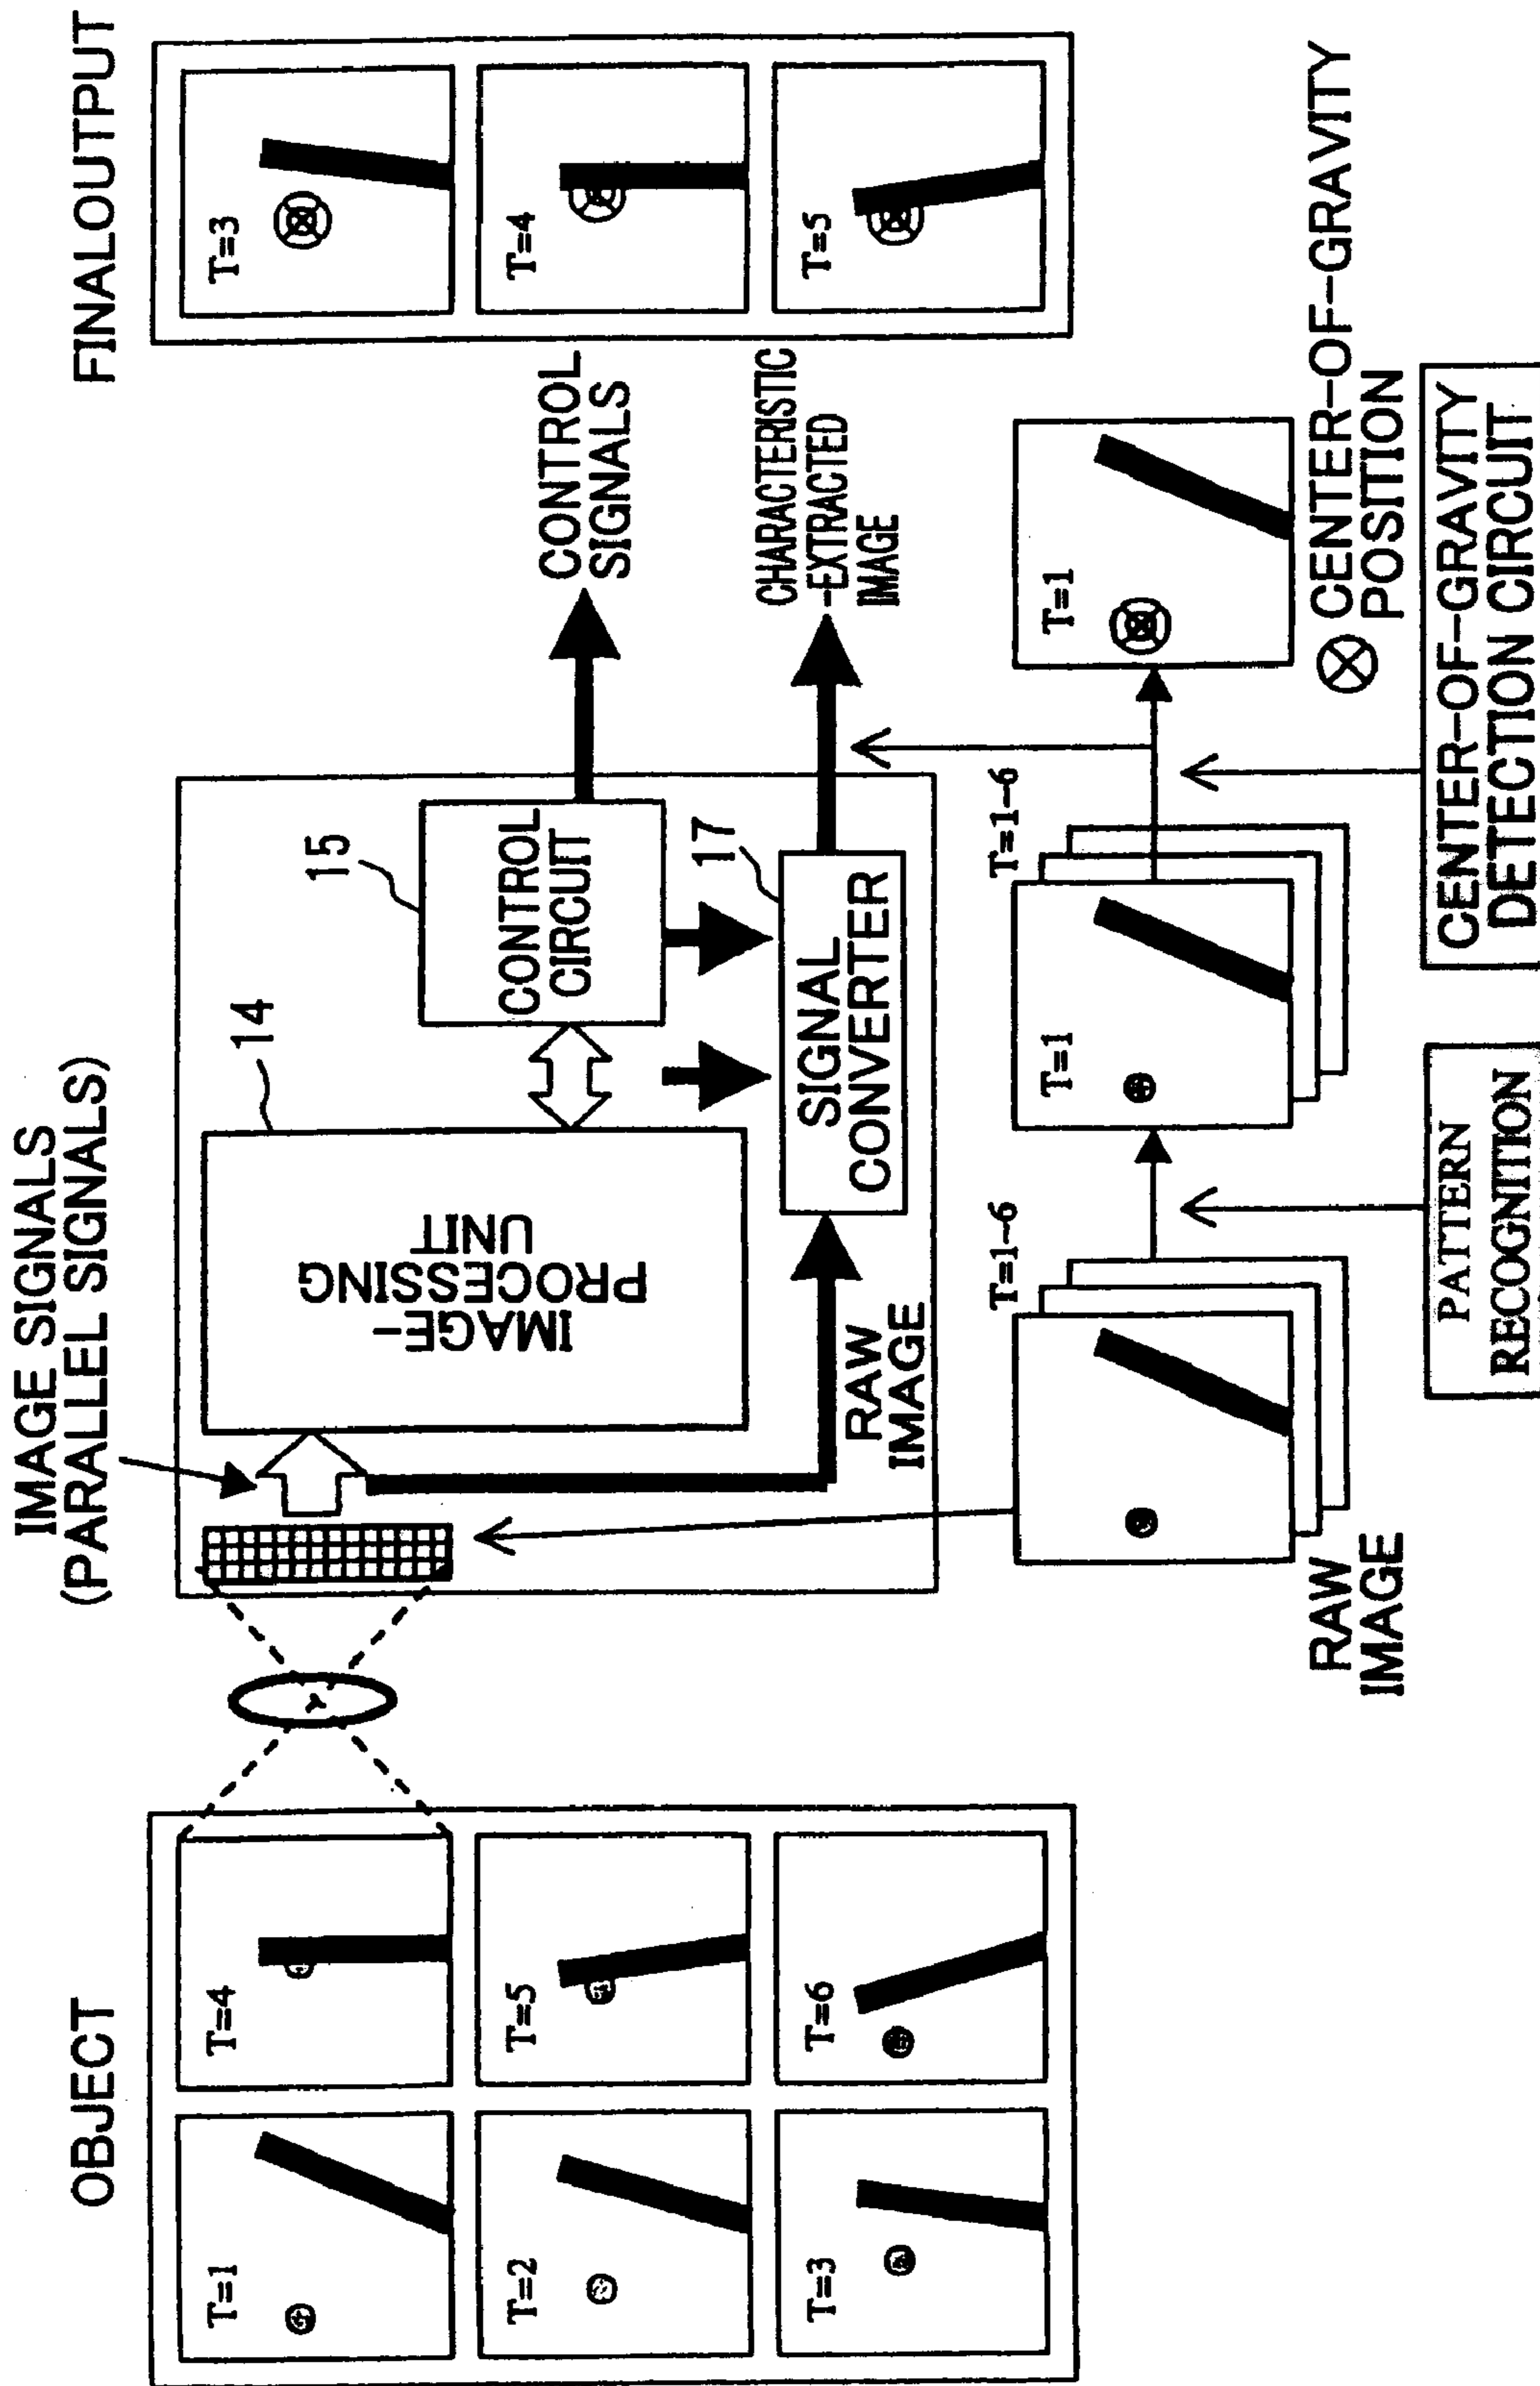 OBJECT
T=1
T=4
T=2
T=5
T=3
T=6
IMAGE SIGNALS
(PARALLEL SIGNALS)
14
IMAGE-
PROCESSING
UNIT
15
CONTROL
CIRCUIT
17
SIGNAL
CONVERTER
RAW
IMAGE
CONTROL
SIGNALS
CHARACTERISTIC
-EXTRACTED
IMAGE
FINALOUTPUT
T=3
T=4
T=5
RAW
IMAGE
T=1-6
PATTERN
RECOGNITION
T=1
T=1-6
T=1
CENTER-OF-GRAVITY
POSITION
CENTER-OF-GRAVITY
DETECTION CIRCUIT